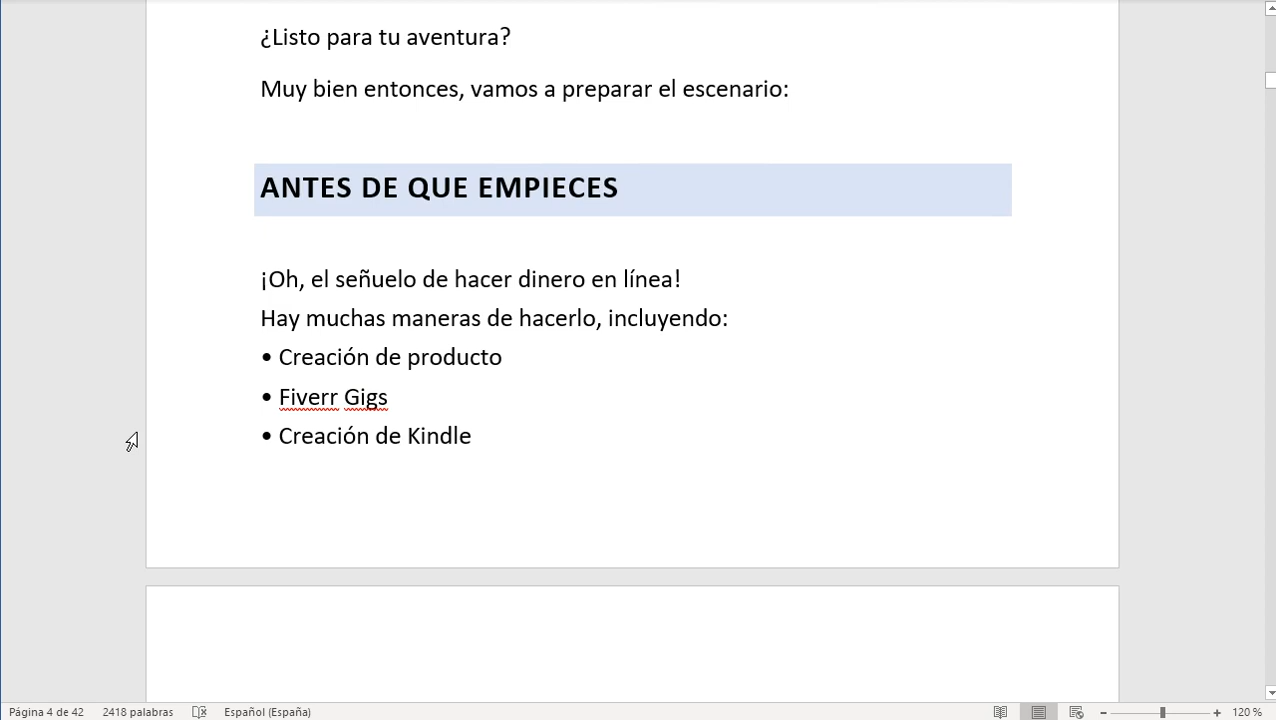 ¿Listo para tu aventura?
Muy bien entonces, vamos a preparar el escenario:
ANTES DE QUE EMPIECES
¡Oh, el señuelo de hacer dinero en línea!
Hay muchas maneras de hacerlo, incluyendo:
• Creación de producto
• Fiverr Gigs
• Creación de Kindle
Página 4 de 42 2418 palabras Español (España) 120 %